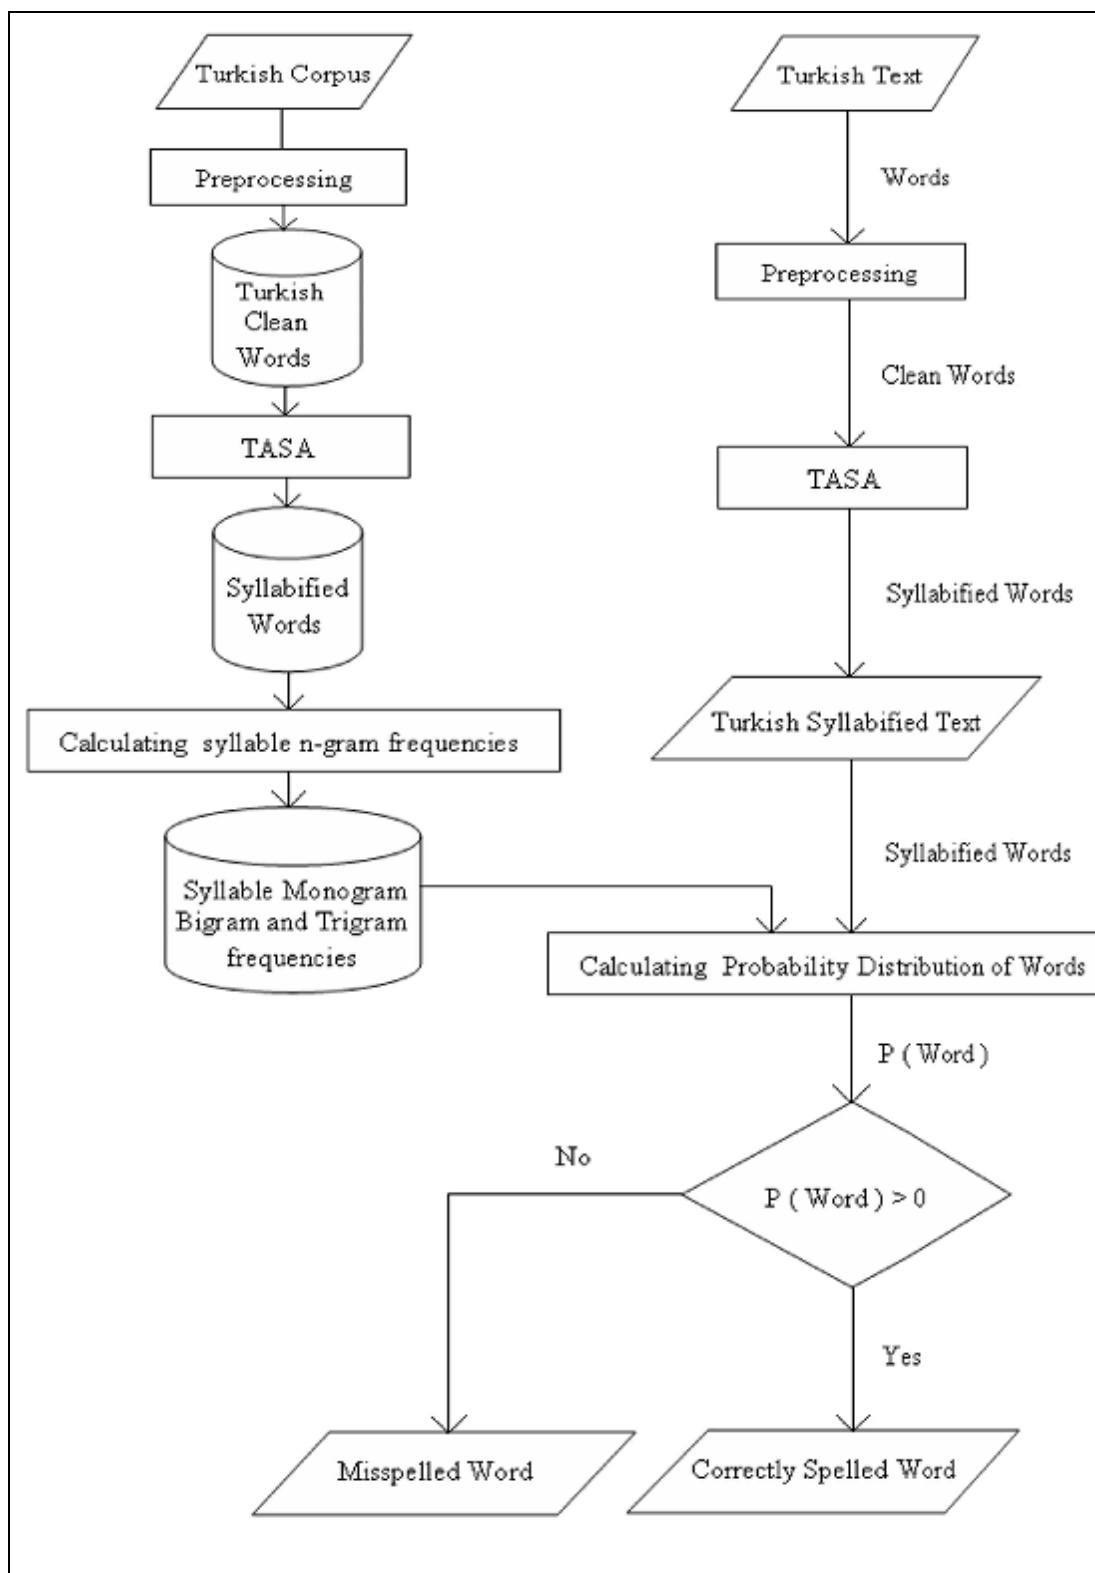 Turkish Corpus
Preprocessing
Turkish
Clean
Words
TASA
Syllabified
Words
Calculating syllable n-gram frequencies
Syllable Monogram
Bigram and Trigram
frequencies
Turkish Text
Words
Preprocessing
Clean Words
TASA
Syllabified Words
Turkish Syllabified Text
Syllabified Words
Calculating Probability Distribution of Words
P ( Word )
P ( Word ) > 0
No
Yes
Misspelled Word
Correctly Spelled Word